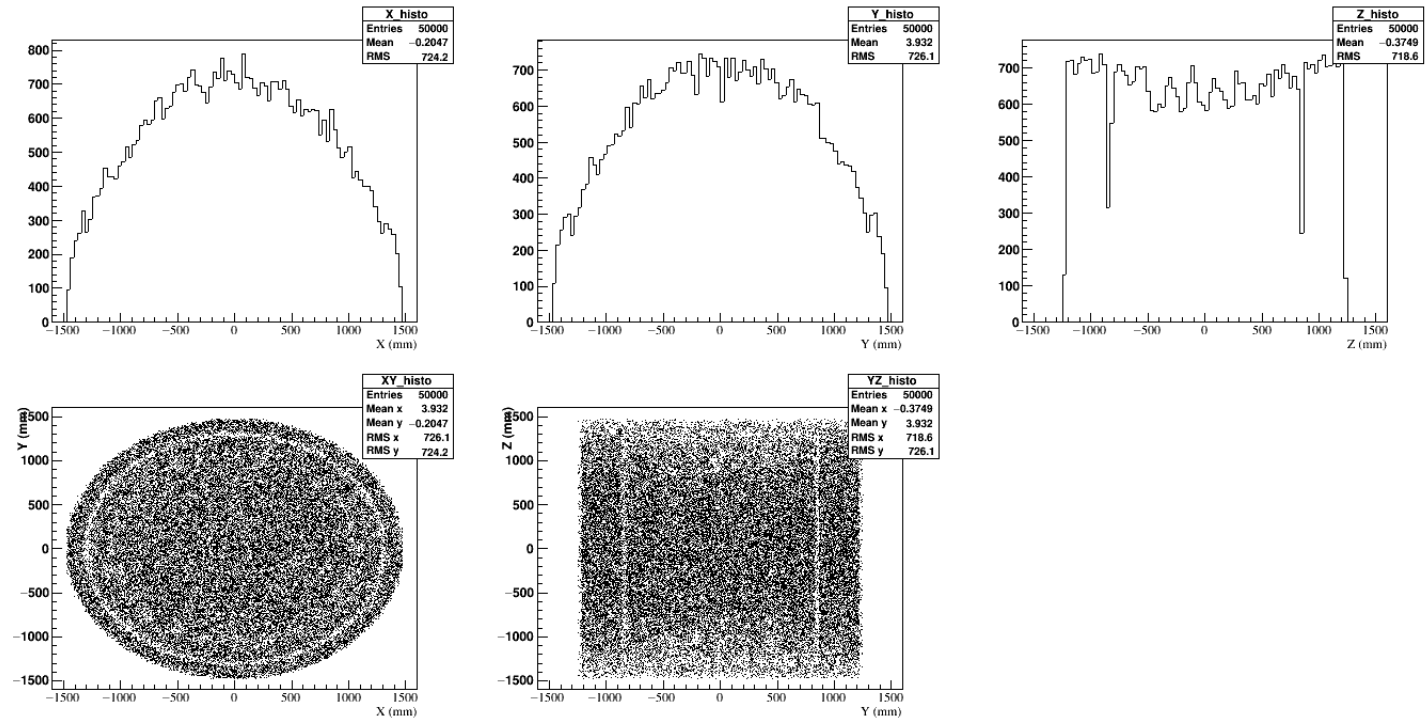 X_histo
Entries 50000
Mean −0.2047
RMS 724.2
800
700
600
500
400
300
200
100
0
−1500 −1000 −500 0 500 1000 1500
X (mm)
Y_histo
Entries 50000
Mean 3.932
RMS 726.1
700
600
500
400
300
200
100
0
−1500 −1000 −500 0 500 1000 1500
Y (mm)
Z_histo
Entries 50000
Mean −0.3749
RMS 718.6
700
600
500
400
300
200
100
0
−1500 −1000 −500 0 500 1000 1500
Z (mm)
XY_histo
Entries 50000
Mean x 3.932
Mean y −0.2047
RMS x 726.1
RMS y 724.2
Y (mm)
1500
1000
500
0
−500
−1000
−1500
−1500 −1000 −500 0 500 1000 1500
X (mm)
YZ_histo
Entries 50000
Mean x −0.3749
Mean y 3.932
RMS x 718.6
RMS y 726.1
Z (mm)
1500
1000
500
0
−500
−1000
−1500
−1500 −1000 −500 0 500 1000 1500
Y (mm)